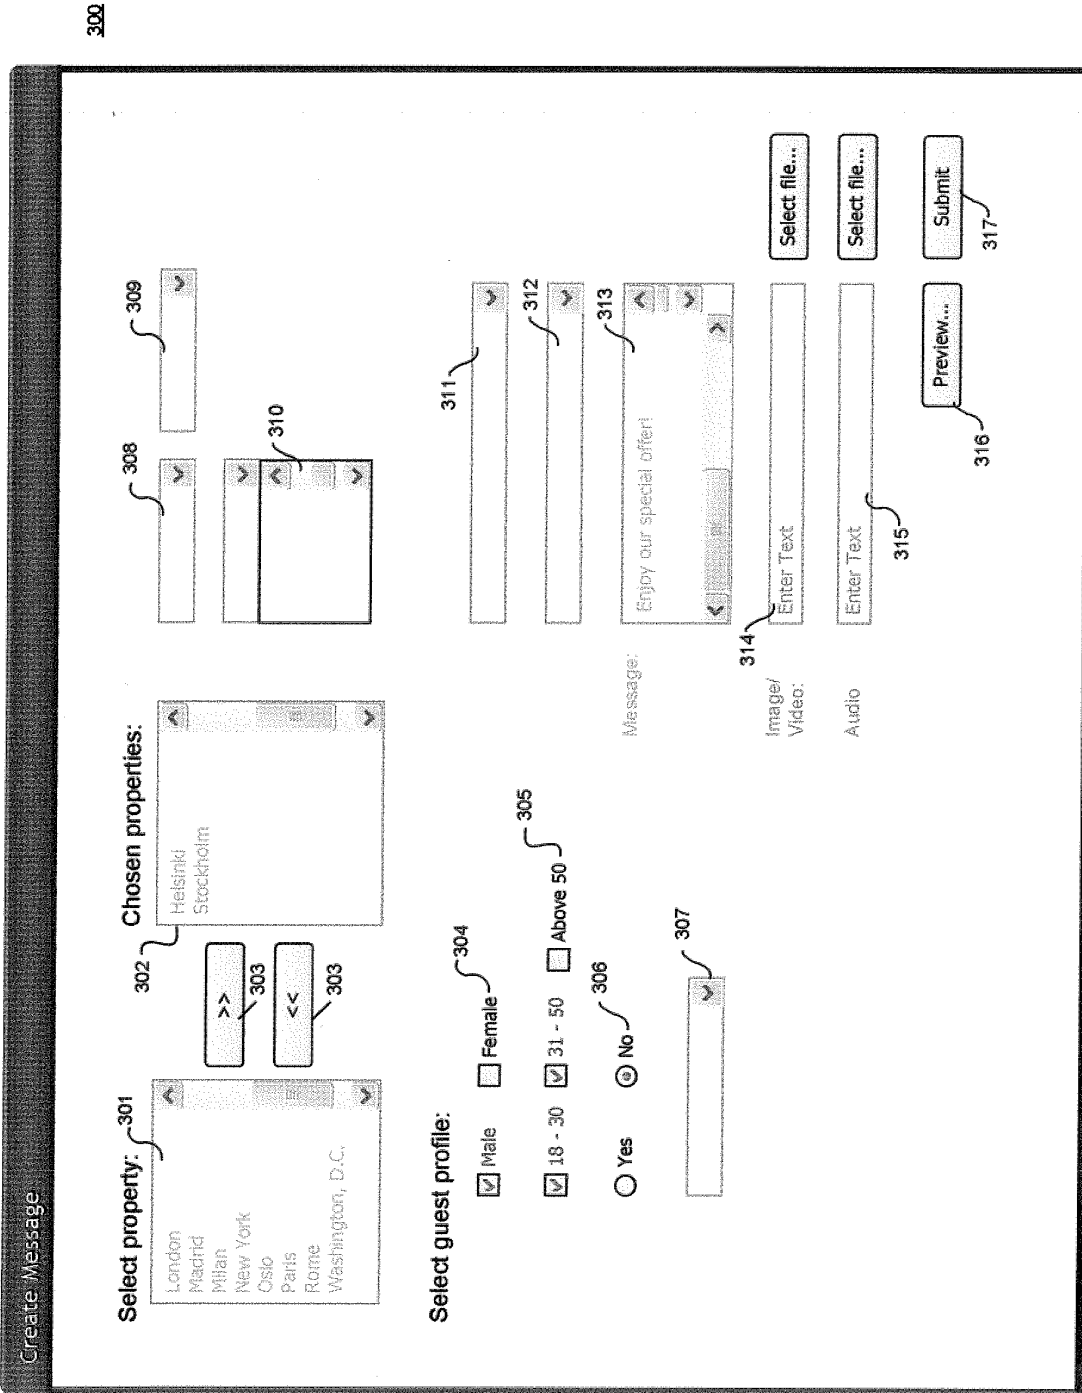 300
Create Message
Select property:
301
London
Madrid
Milan
New York
Oslo
Paris
Rome
Washington, D.C.
>>
303
<<
303
302
Chosen properties:
Helsinki
Stockholm
308
309
310
Select guest profile:
Male
Female
304
18 - 30
31 - 50
Above 50
305
Yes
No
306
307
311
312
Message:
Enjoy our special offer!
313
Image/
Video:
314
Enter Text
Select file...
Audio
Enter Text
315
Select file...
Preview...
316
Submit
317